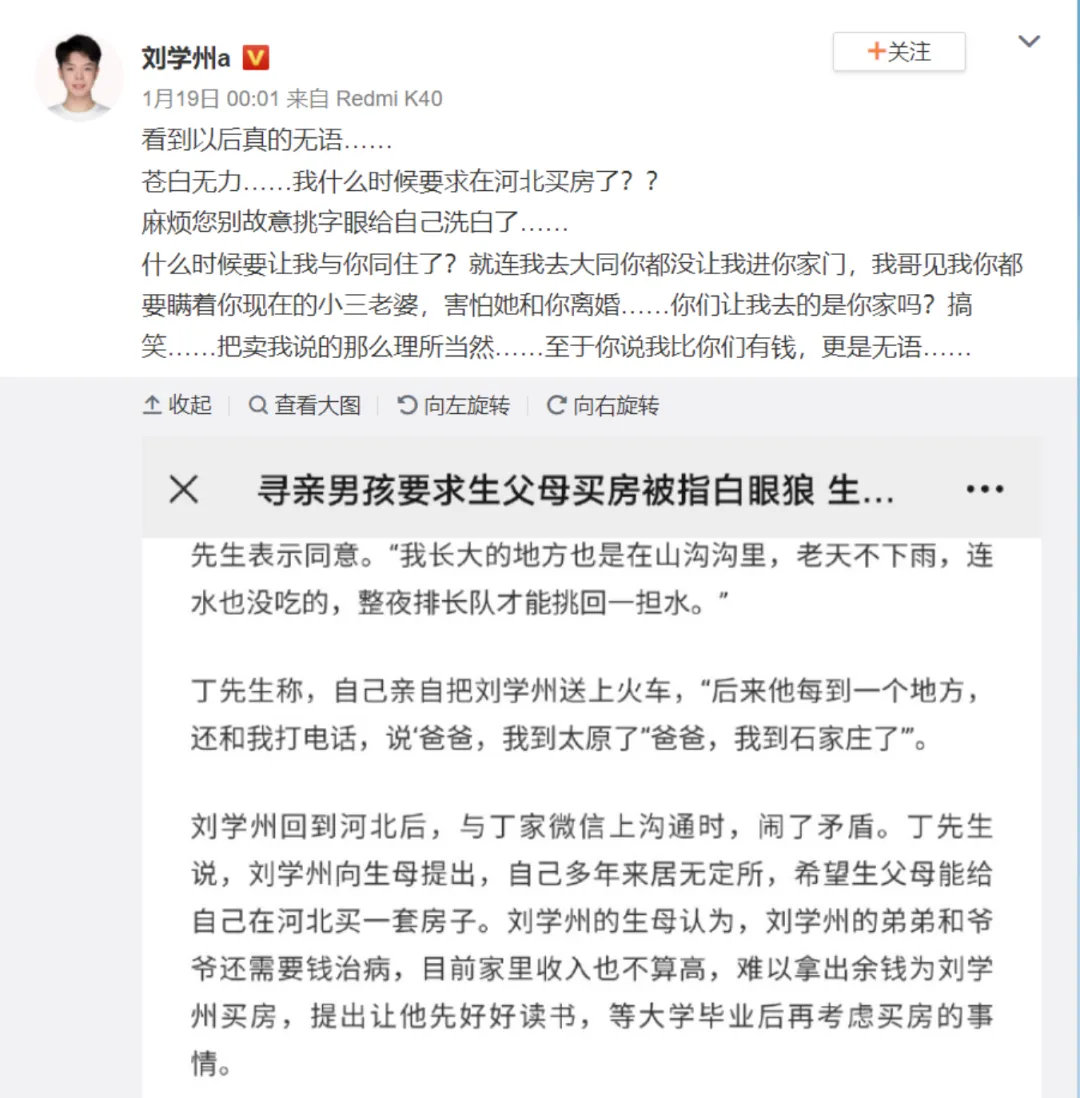 刘学州a
+关注
1月19日 00:01 来自 Redmi K40
看到以后真的无语……
苍白无力……我什么时候要求在河北买房了？？
麻烦您别故意挑字眼给自己洗白了……
什么时候要让我与你同住了？就连我去大同你都没让我进你家门，我哥见我你都
要瞒着你现在的小三老婆，害怕她和你离婚……你们让我去的是你家吗？搞
笑……把卖我说的那么理所当然……至于你说我比你们有钱，更是无语……
收起 查看大图 向左旋转 向右旋转
寻亲男孩要求生父母买房被指白眼狼 生...
先生表示同意。“我长大的地方也是在山沟沟里，老天不下雨，连
水也没吃的，整夜排长队才能挑回一担水。”
丁先生称，自己亲自把刘学州送上火车，“后来他每到一个地方，
还和我打电话，说‘爸爸，我到太原了“爸爸，我到石家庄了’”。
刘学州回到河北后，与丁家微信上沟通时，闹了矛盾。丁先生
说，刘学州向生母提出，自己多年来居无定所，希望生父母能给
自己在河北买一套房子。刘学州的生母认为，刘学州的弟弟和爷
爷还需要钱治病，目前家里收入也不算高，难以拿出余钱为刘学
州买房，提出让他先好好读书，等大学毕业后再考虑买房的事
情。